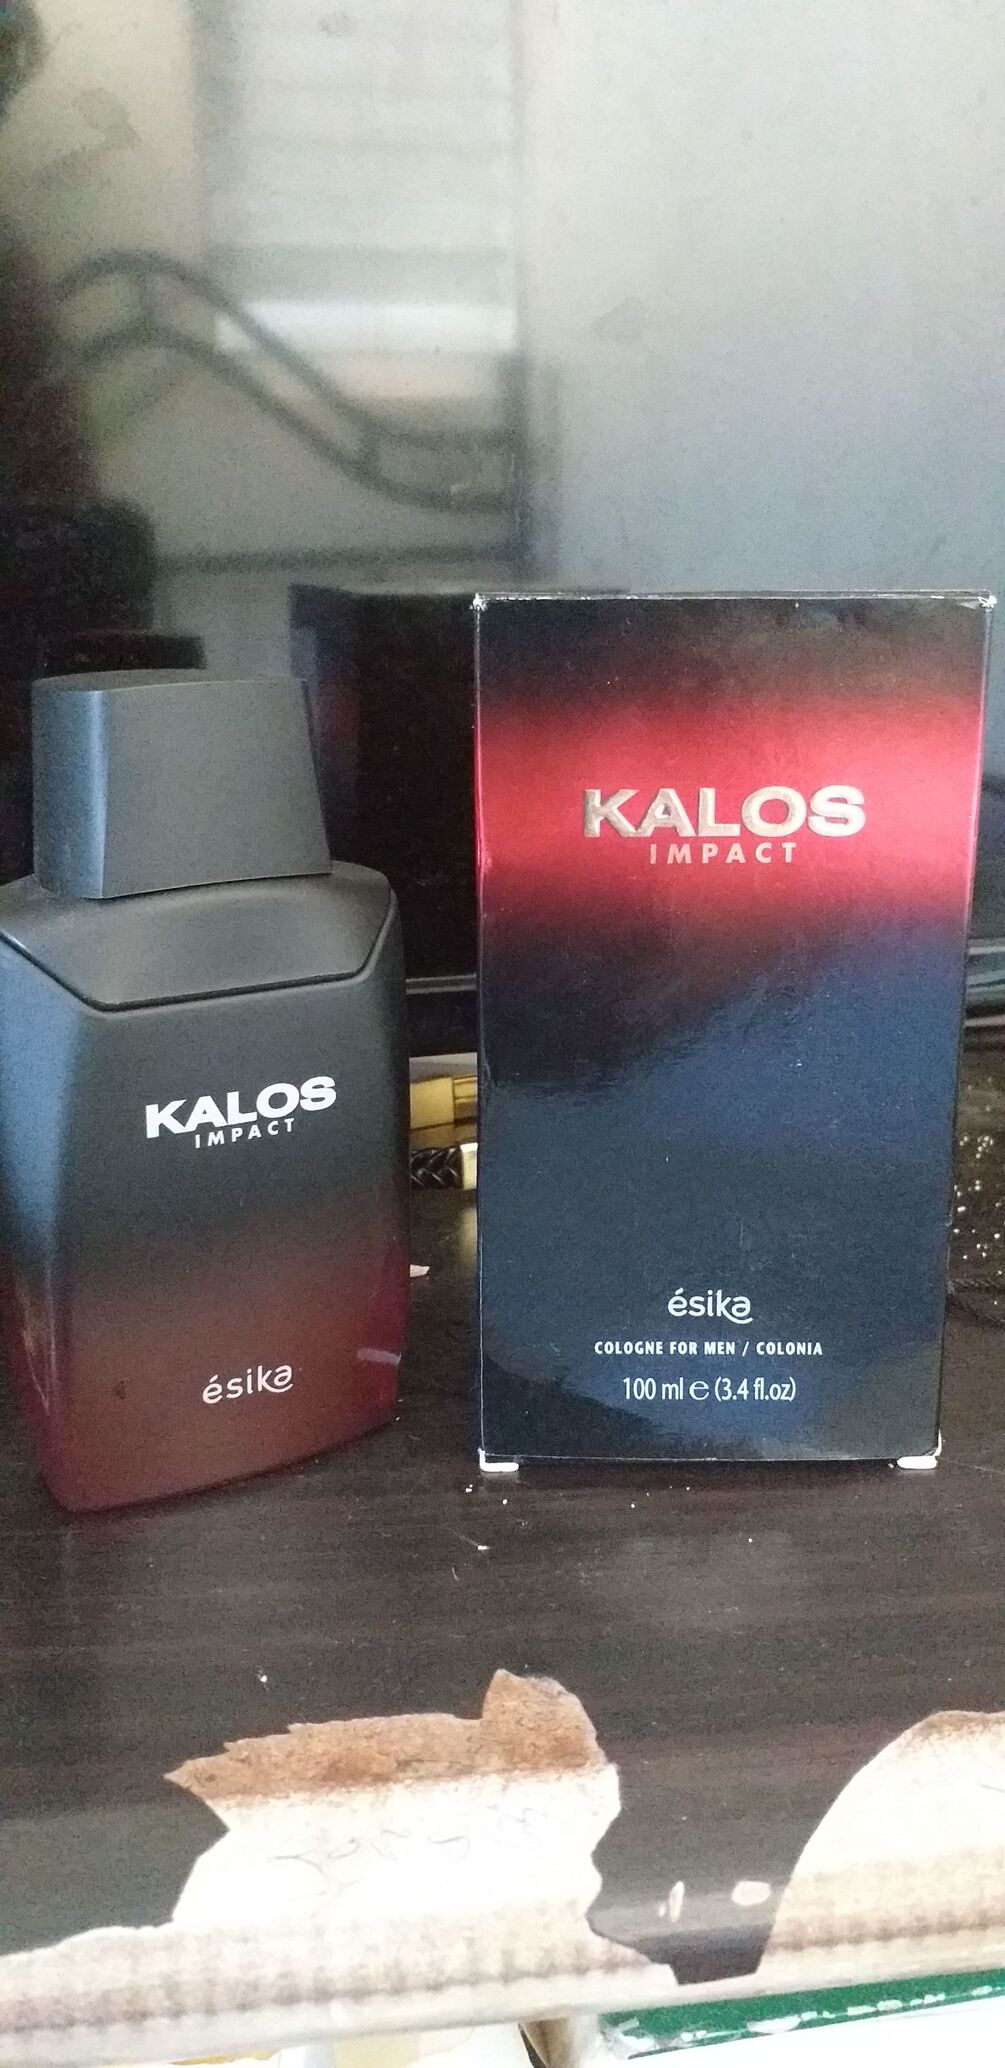 KALOS
IMPACT
ésika
KALOS
IMPACT
ésika
COLOGNE FOR MEN / COLONIA
100 ml e (3.4 fl.oz)